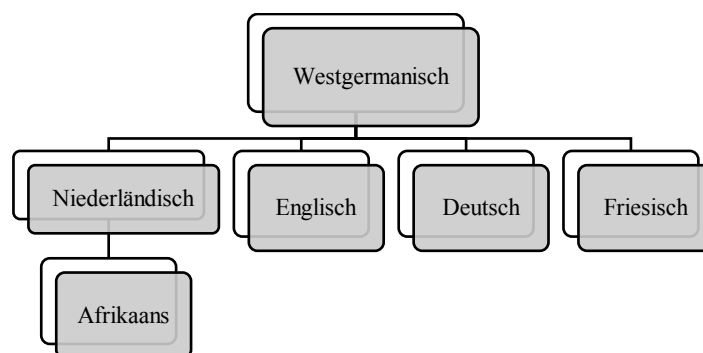 Westgermanisch
Niederländisch
Englisch
Deutsch
Friesisch
Afrikaans